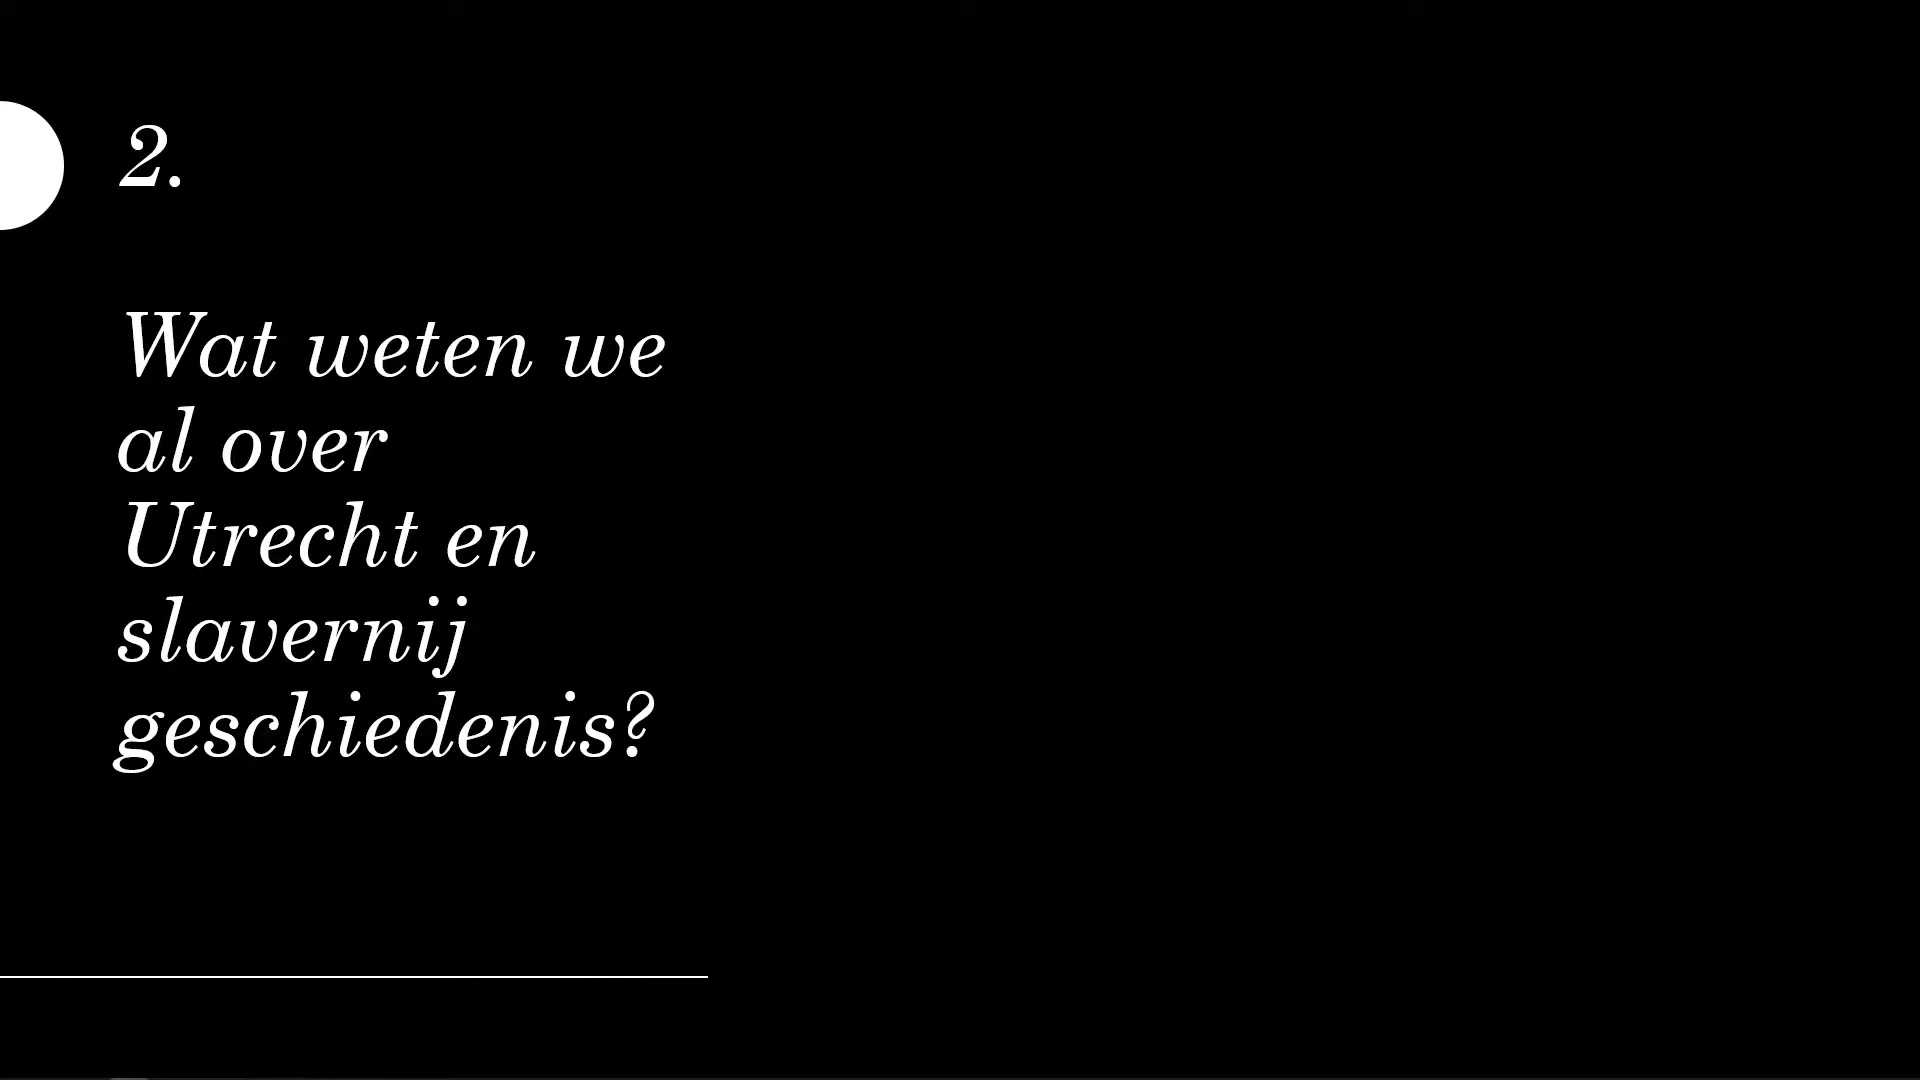 2.
Wat weten we
al over
Utrecht en
slavernij
geschiedenis?